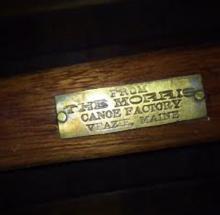 FROM
THE MORRIS
CANOE FACTORY
VEAZIE, MAINE